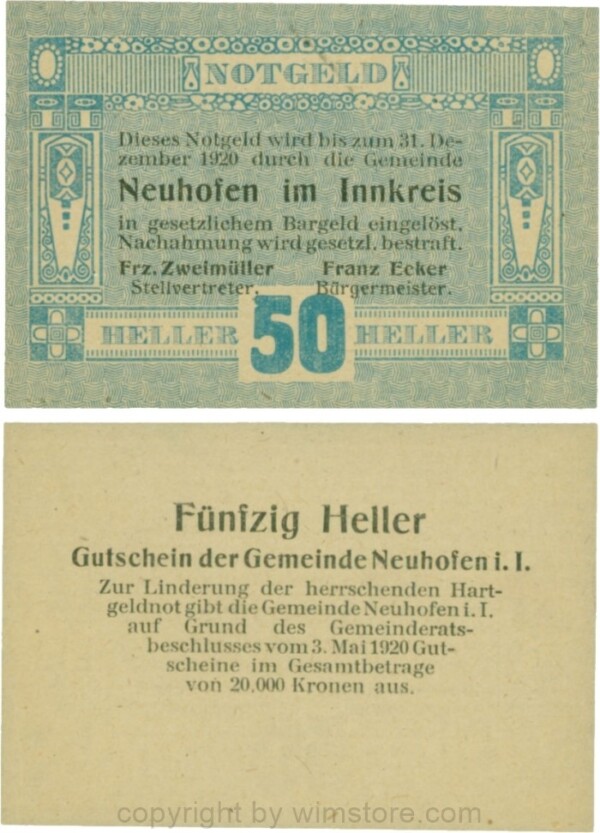 NOTGELD
Dieses Notgeld wird bis zum 31. De-
zember 1920 durch die Gemeinde
Neuhofen im Innkreis
in gesetzlichem Bargeld eingelöst.
Nachahmung wird gesetzl. bestraft.
Frz. Zweimüller Franz Ecker
Stellvertreter. Bürgermeister.
HELLER 50 HELLER
Fünfzig Heller
Gutschein der Gemeinde Neuhofen i. I.
Zur Linderung der herrschenden Hart-
geldnot gibt die Gemeinde Neuhofen i. I.
auf Grund des Gemeinderats-
beschlusses vom 3. Mai 1920 Gut-
scheine im Gesamtbetrage
von 20.000 Kronen aus.
copyright by wimstore.com